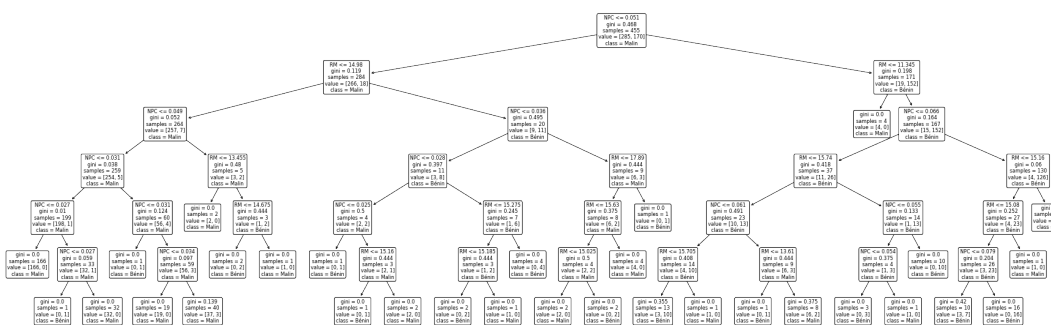 NPC <= 0.051
gini = 0.468
samples = 455
value = [285, 170]
class = Malin
RM <= 14.98
gini = 0.119
samples = 284
value = [266, 18]
class = Malin
RM <= 11.345
gini = 0.198
samples = 171
value = [19, 152]
class = Bénin
NPC <= 0.049
gini = 0.052
samples = 264
value = [257, 7]
class = Malin
NPC <= 0.036
gini = 0.495
samples = 20
value = [9, 11]
class = Bénin
gini = 0.0
samples = 4
value = [4, 0]
class = Malin
NPC <= 0.066
gini = 0.164
samples = 167
value = [15, 152]
class = Bénin
NPC <= 0.031
gini = 0.038
samples = 259
value = [254, 5]
class = Malin
RM <= 13.455
gini = 0.48
samples = 5
value = [3, 2]
class = Malin
NPC <= 0.028
gini = 0.397
samples = 11
value = [3, 8]
class = Bénin
RM <= 17.89
gini = 0.444
samples = 9
value = [6, 3]
class = Malin
RM <= 15.74
gini = 0.418
samples = 37
value = [11, 26]
class = Bénin
RM <= 15.16
gini = 0.06
samples = 130
value = [4, 126]
class = Bénin
NPC <= 0.027
gini = 0.01
samples = 199
value = [198, 1]
class = Malin
NPC <= 0.031
gini = 0.124
samples = 60
value = [56, 4]
class = Malin
gini = 0.0
samples = 2
value = [2, 0]
class = Malin
RM <= 14.675
gini = 0.444
samples = 3
value = [1, 2]
class = Bénin
NPC <= 0.025
gini = 0.5
samples = 4
value = [2, 2]
class = Malin
RM <= 15.275
gini = 0.245
samples = 7
value = [1, 6]
class = Bénin
RM <= 15.63
gini = 0.375
samples = 8
value = [6, 2]
class = Malin
gini = 0.0
samples = 1
value = [0, 1]
class = Bénin
NPC <= 0.061
gini = 0.491
samples = 23
value = [10, 13]
class = Bénin
NPC <= 0.055
gini = 0.133
samples = 14
value = [1, 13]
class = Bénin
RM <= 15.08
gini = 0.252
samples = 27
value = [4, 23]
class = Bénin
gini = 0.0
samples = 166
value = [166, 0]
class = Malin
NPC <= 0.027
gini = 0.059
samples = 33
value = [32, 1]
class = Malin
gini = 0.0
samples = 1
value = [0, 1]
class = Bénin
NPC <= 0.034
gini = 0.097
samples = 59
value = [56, 3]
class = Malin
gini = 0.0
samples = 2
value = [0, 2]
class = Bénin
gini = 0.0
samples = 1
value = [1, 0]
class = Malin
gini = 0.0
samples = 1
value = [0, 1]
class = Bénin
RM <= 15.16
gini = 0.444
samples = 3
value = [2, 1]
class = Malin
RM <= 15.185
gini = 0.444
samples = 3
value = [1, 2]
class = Bénin
gini = 0.0
samples = 4
value = [0, 4]
class = Bénin
RM <= 15.025
gini = 0.5
samples = 4
value = [2, 2]
class = Malin
gini = 0.0
samples = 4
value = [4, 0]
class = Malin
RM <= 15.705
gini = 0.408
samples = 14
value = [4, 10]
class = Bénin
RM <= 13.61
gini = 0.444
samples = 9
value = [6, 3]
class = Malin
NPC <= 0.054
gini = 0.375
samples = 4
value = [1, 3]
class = Bénin
gini = 0.0
samples = 10
value = [0, 10]
class = Bénin
NPC <= 0.079
gini = 0.204
samples = 26
value = [3, 23]
class = Bénin
gini = 0.0
samples = 1
value = [1, 0]
class = Malin
gini = 0.0
samples = 1
value = [0, 1]
class = Bénin
gini = 0.0
samples = 32
value = [32, 0]
class = Malin
gini = 0.0
samples = 19
value = [19, 0]
class = Malin
gini = 0.139
samples = 40
value = [37, 3]
class = Malin
gini = 0.0
samples = 1
value = [0, 1]
class = Bénin
gini = 0.0
samples = 2
value = [2, 0]
class = Malin
gini = 0.0
samples = 2
value = [0, 2]
class = Bénin
gini = 0.0
samples = 1
value = [1, 0]
class = Malin
gini = 0.0
samples = 2
value = [2, 0]
class = Malin
gini = 0.0
samples = 2
value = [0, 2]
class = Bénin
gini = 0.355
samples = 13
value = [3, 10]
class = Bénin
gini = 0.0
samples = 1
value = [1, 0]
class = Malin
gini = 0.0
samples = 1
value = [0, 1]
class = Bénin
gini = 0.375
samples = 8
value = [6, 2]
class = Malin
gini = 0.0
samples = 3
value = [0, 3]
class = Bénin
gini = 0.0
samples = 1
value = [1, 0]
class = Malin
gini = 0.42
samples = 10
value = [3, 7]
class = Bénin
gini = 0.0
samples = 16
value = [0, 16]
class = Bénin